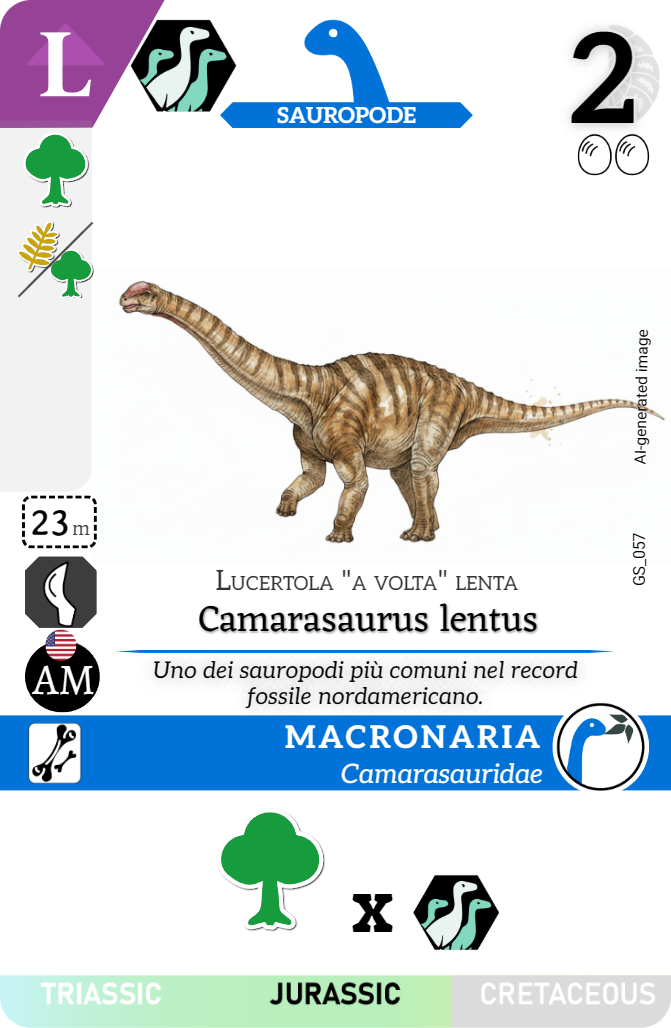 L
SAUROPODE
2
AI-generated image
23 m
GS_057
Lucertola "a volta" lenta
Camarasaurus lentus
AM
Uno dei sauropodi più comuni nel record
fossile nordamericano.
MACRONARIA
Camarasauridae
x
TRIASSIC
JURASSIC
CRETACEOUS